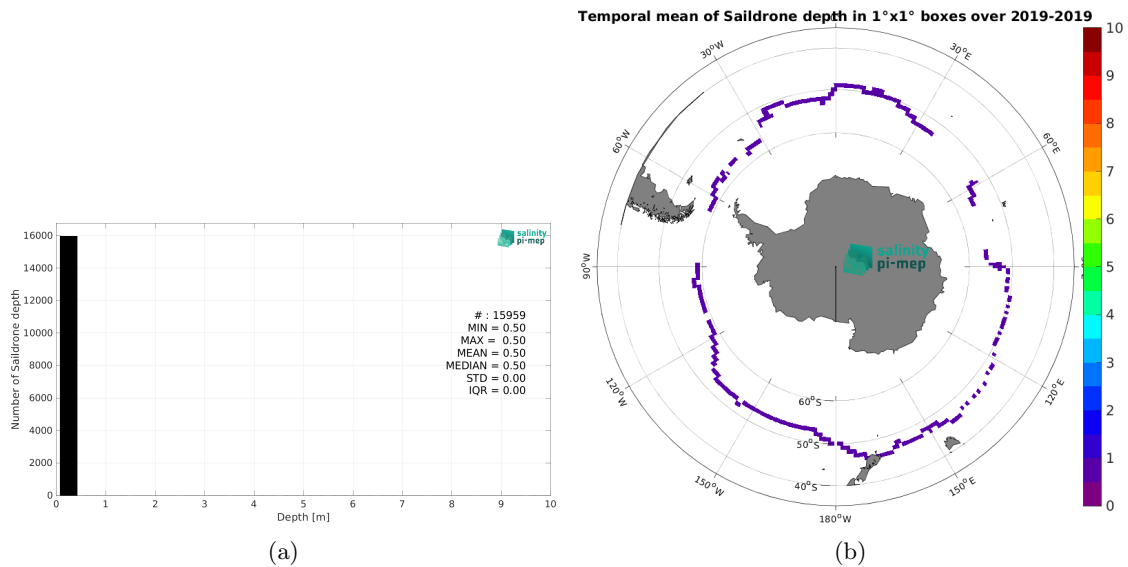 Temporal mean of Saildrone depth in 1°x1° boxes over 2019-2019
16000
14000
12000
10000
8000
6000
4000
2000
0
Number of Saildrone depth
0 1 2 3 4 5 6 7 8 9 10
Depth [m]
salinity
pi-mep
# : 15959
MIN = 0.50
MAX = 0.50
MEAN = 0.50
MEDIAN = 0.50
STD = 0.00
IQR = 0.00
(a)
30°W
30°E
60°W
60°E
90°W
120°W
120°E
150°W
150°E
180°W
60°S
50°S
40°S
salinity
pi-mep
10
9
8
7
6
5
4
3
2
1
0
(b)